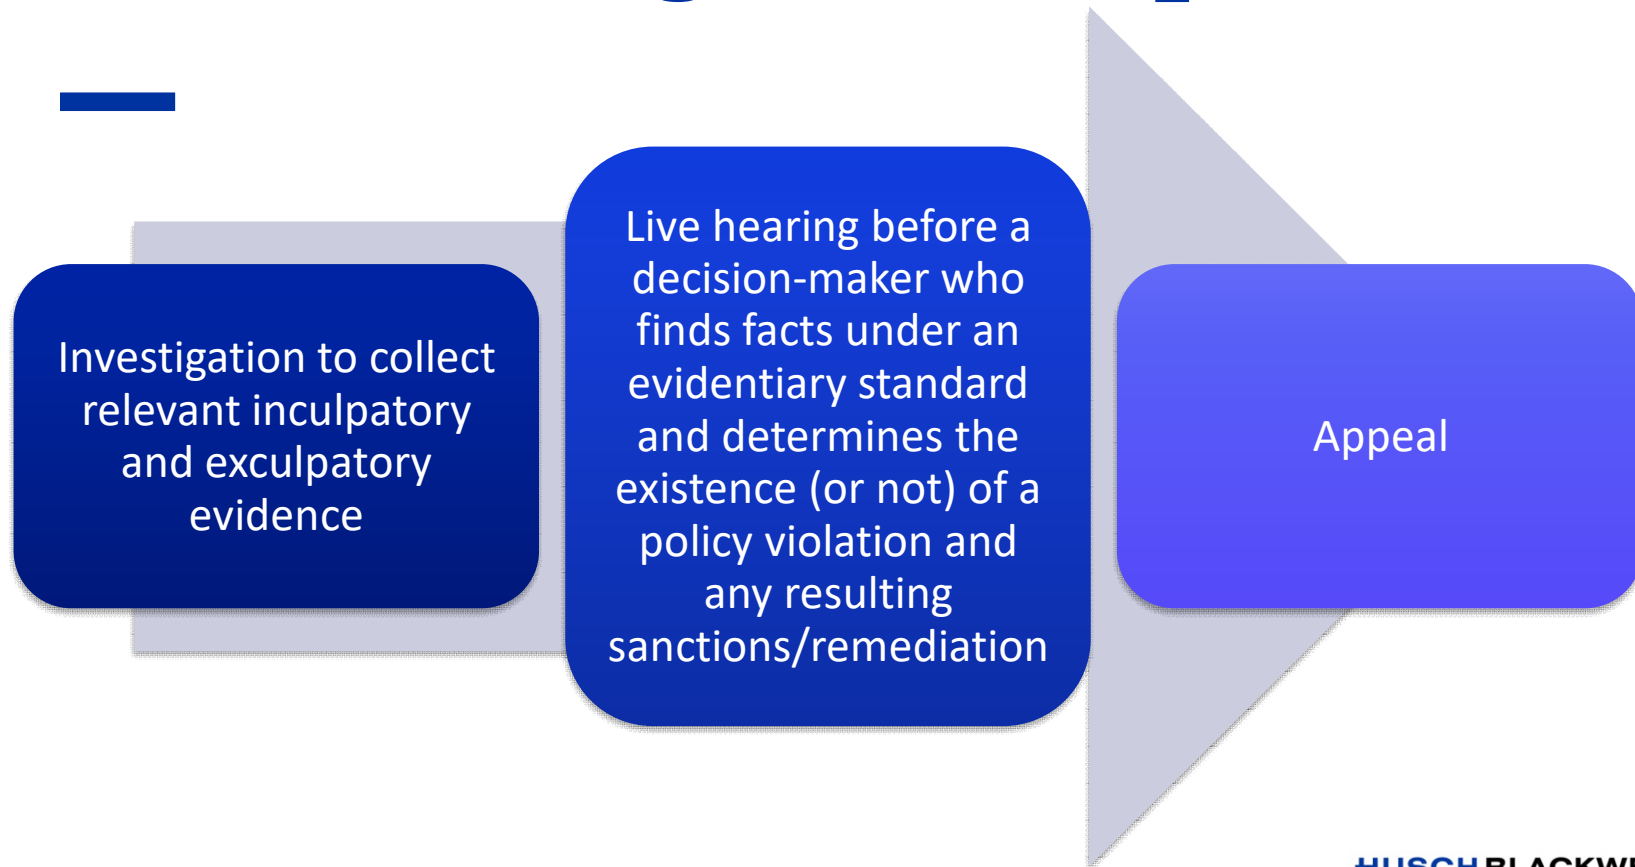 Investigation to collect
relevant inculpatory
and exculpatory
evidence
Live hearing before a
decision-maker who
finds facts under an
evidentiary standard
and determines the
existence (or not) of a
policy violation and
any resulting
sanctions/remediation
Appeal
HUSCH